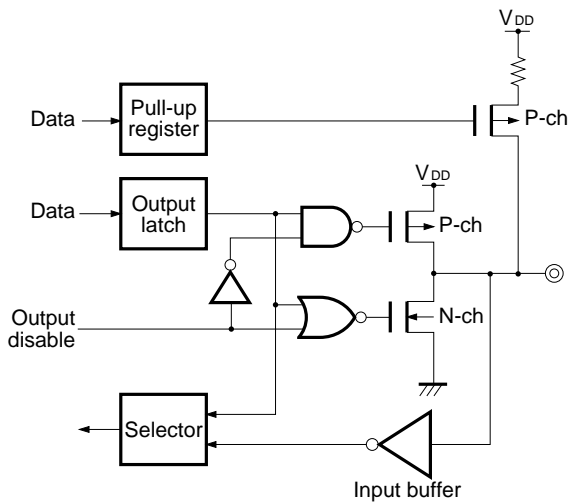 VDD
Data
Pull-up
register
P-ch
VDD
Data
Output
latch
P-ch
Output
disable
N-ch
Selector
Input buffer